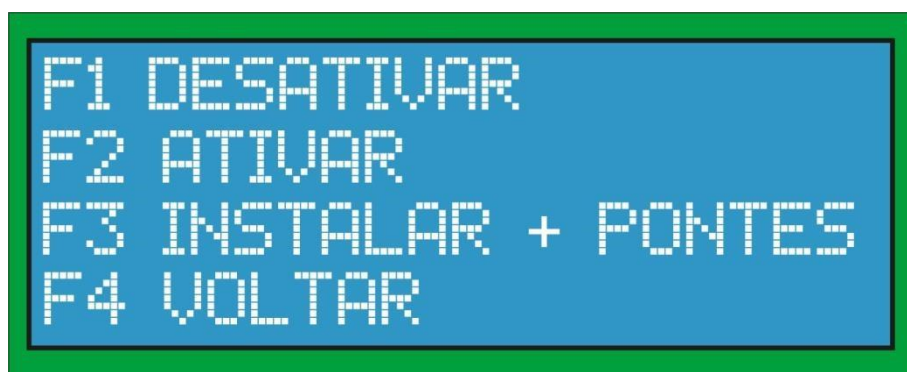 F1 DESATIVAR
F2 ATIVAR
F3 INSTALAR + PONTES
F4 VOLTAR